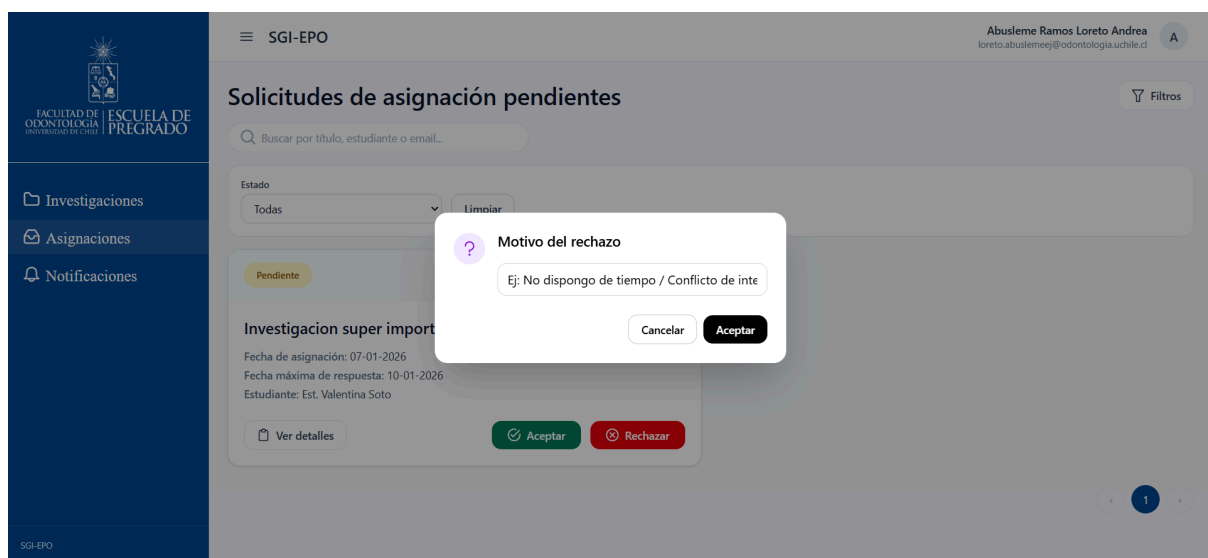 FACULTAD DE
ODONTOLOGÍA
UNIVERSIDAD DE CHILE
ESCUELA DE
PREGRADO
Investigaciones
Asignaciones
Notificaciones
SGI-EPO
SGI-EPO
Abusleme Ramos Loreto Andrea
loreto.abuslemeej@odontologia.uchile.cl
A
Solicitudes de asignación pendientes
Filtros
Buscar por título, estudiante o email...
Estado
Todas
Limpiar
Motivo del rechazo
?
Ej: No dispongo de tiempo / Conflicto de inte
Cancelar
Aceptar
Pendiente
Investigacion super import
Fecha de asignación: 07-01-2026
Fecha máxima de respuesta: 10-01-2026
Estudiante: Est. Valentina Soto
Ver detalles
Aceptar
Rechazar
‹ 1 ›